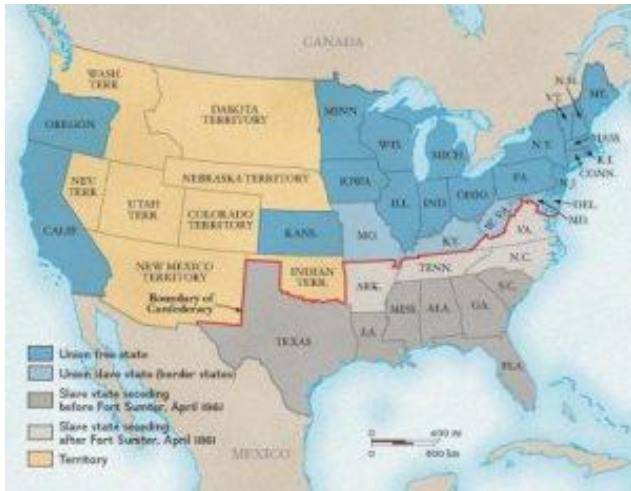 CANADA
WASH.
TERR.
OREGON
DAKOTA
TERRITORY
MINN.
WIS.
MICH.
N.H.
VT.
ME.
N.Y.
MASS.
R.I.
CONN.
NEV.
TERR.
NEBRASKA TERRITORY
IOWA
PA.
N.J.
UTAH
TERR.
COLORADO
TERRITORY
ILL.
IND.
OHIO
DEL.
MD.
CALIF.
KANS.
MO.
KY.
W. VA.
VA.
NEW MEXICO
TERRITORY
INDIAN
TERR.
ARK.
TENN.
N.C.
Boundary of
Confederacy
S.C.
MISS.
ALA.
GA.
TEXAS
LA.
FLA.
Union free state
Union slave state (border states)
Slave state seceding
before Fort Sumter, April 1861
Slave state seceding
after Fort Sumter, April 1861
Territory
MEXICO
0 400 mi
0 600 km